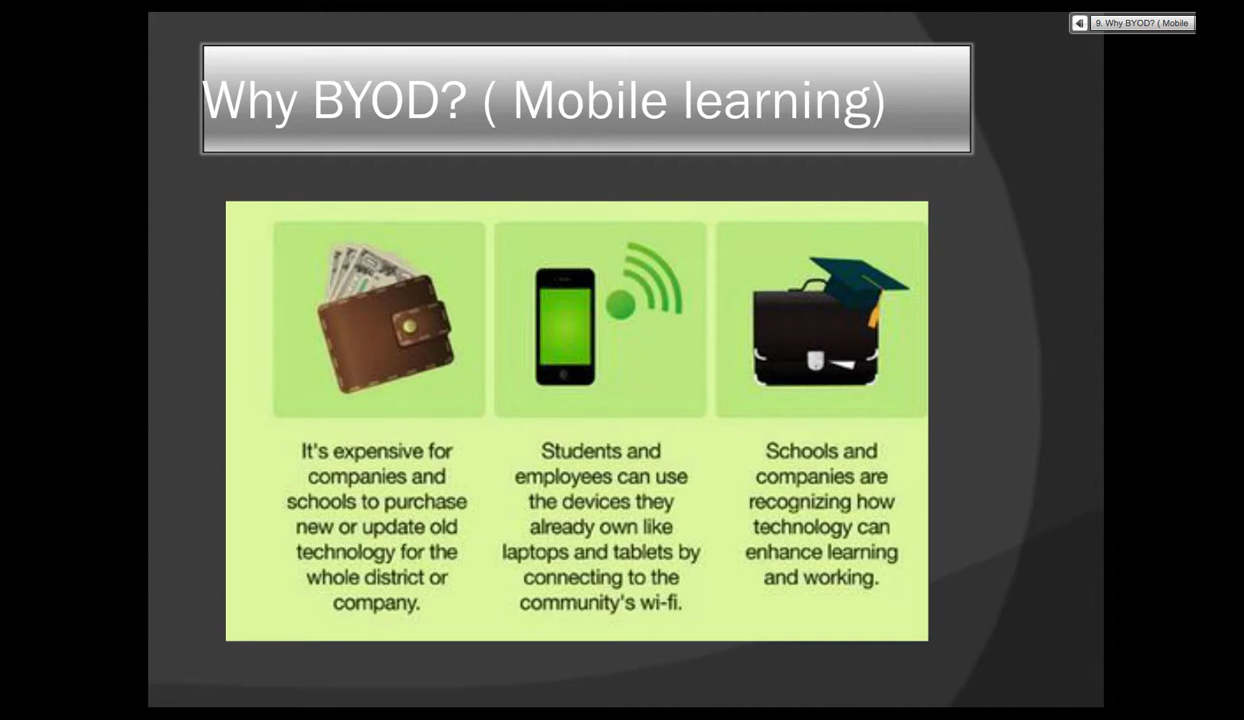 9. Why BYOD? ( Mobile
Why BYOD? ( Mobile learning)
It's expensive for
companies and
schools to purchase
new or update old
technology for the
whole district or
company.
Students and
employees can use
the devices they
already own like
laptops and tablets by
connecting to the
community's wi-fi.
Schools and
companies are
recognizing how
technology can
enhance learning
and working.